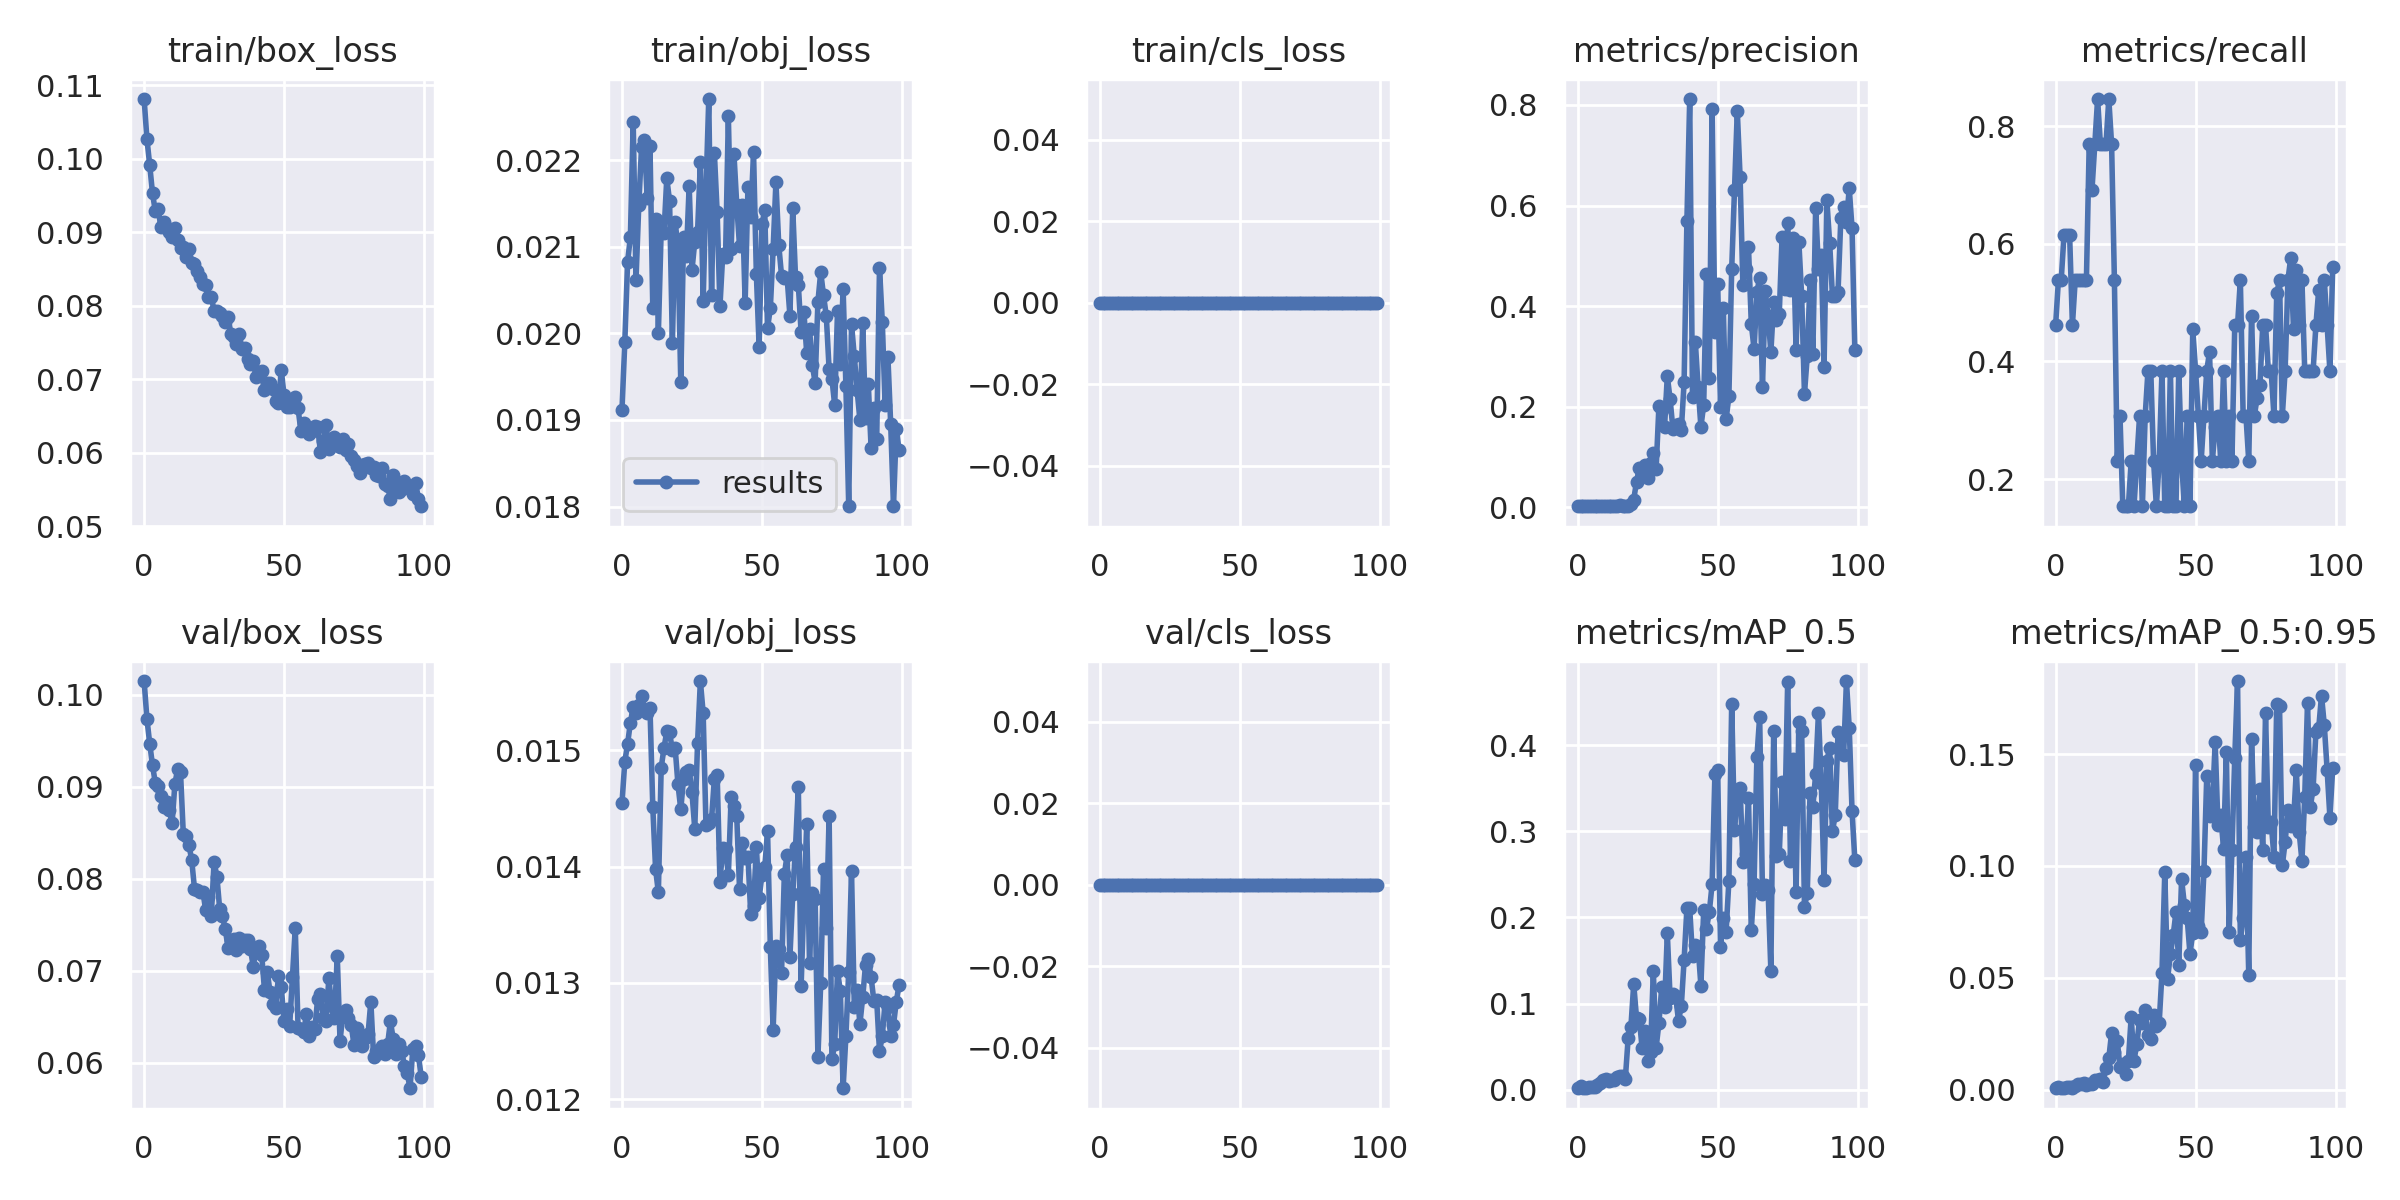 train/box_loss
train/obj_loss
train/cls_loss
metrics/precision
metrics/recall
0.11
0.10
0.09
0.08
0.07
0.06
0.05
0 50 100
0.022
0.021
0.020
0.019
0.018
results
0 50 100
0.04
0.02
0.00
−0.02
−0.04
0 50 100
0.8
0.6
0.4
0.2
0.0
0 50 100
0.8
0.6
0.4
0.2
0 50 100
val/box_loss
val/obj_loss
val/cls_loss
metrics/mAP_0.5
metrics/mAP_0.5:0.95
0.10
0.09
0.08
0.07
0.06
0 50 100
0.015
0.014
0.013
0.012
0 50 100
0.04
0.02
0.00
−0.02
−0.04
0 50 100
0.4
0.3
0.2
0.1
0.0
0 50 100
0.15
0.10
0.05
0.00
0 50 100